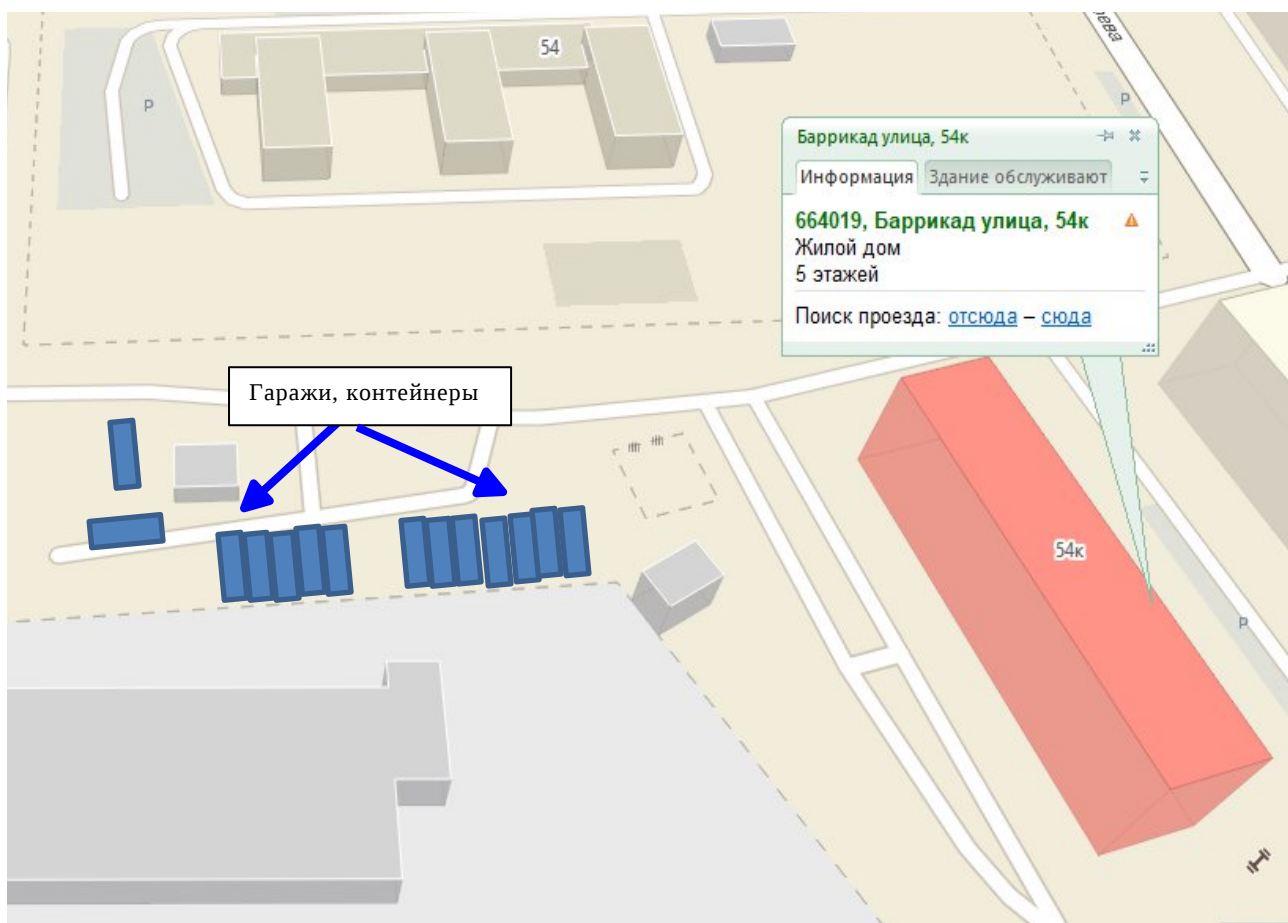 54
Р
Р
Баррикад улица, 54к
Информация
Здание обслуживают
664019, Баррикад улица, 54к
Жилой дом
5 этажей
Поиск проезда: отсюда – сюда
Гаражи, контейнеры
54к
Р